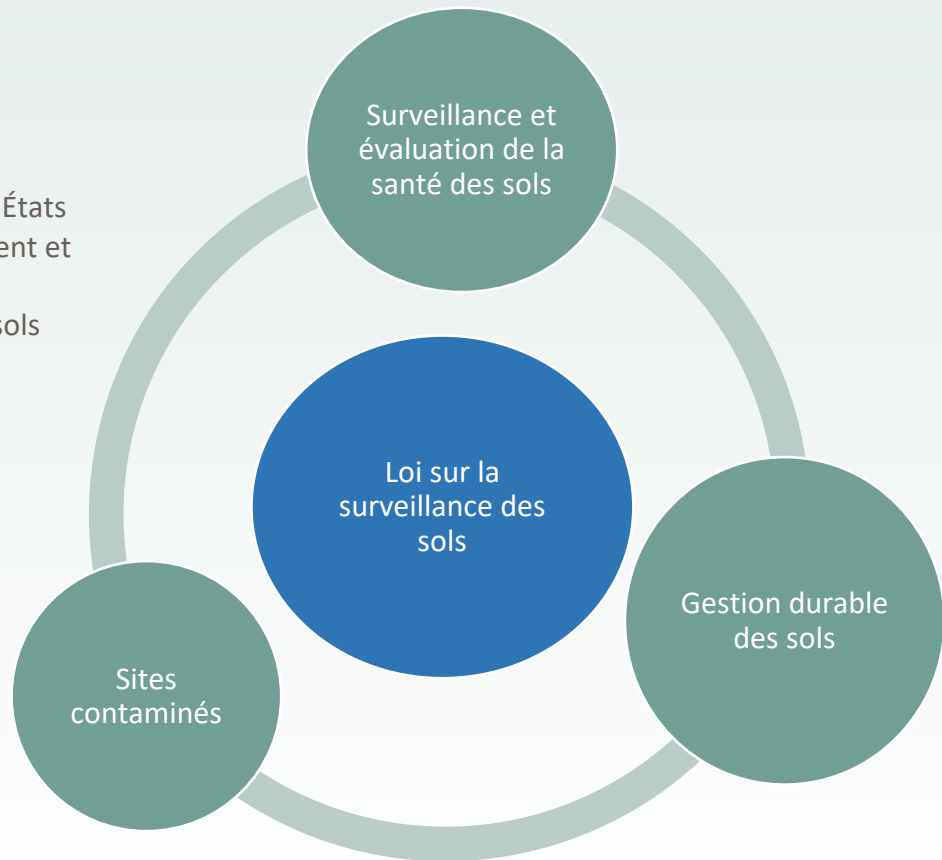 Surveillance et
évaluation de la
santé des sols
États
ent et
sols
Loi sur la
surveillance des
sols
Gestion durable
des sols
Sites
contaminés